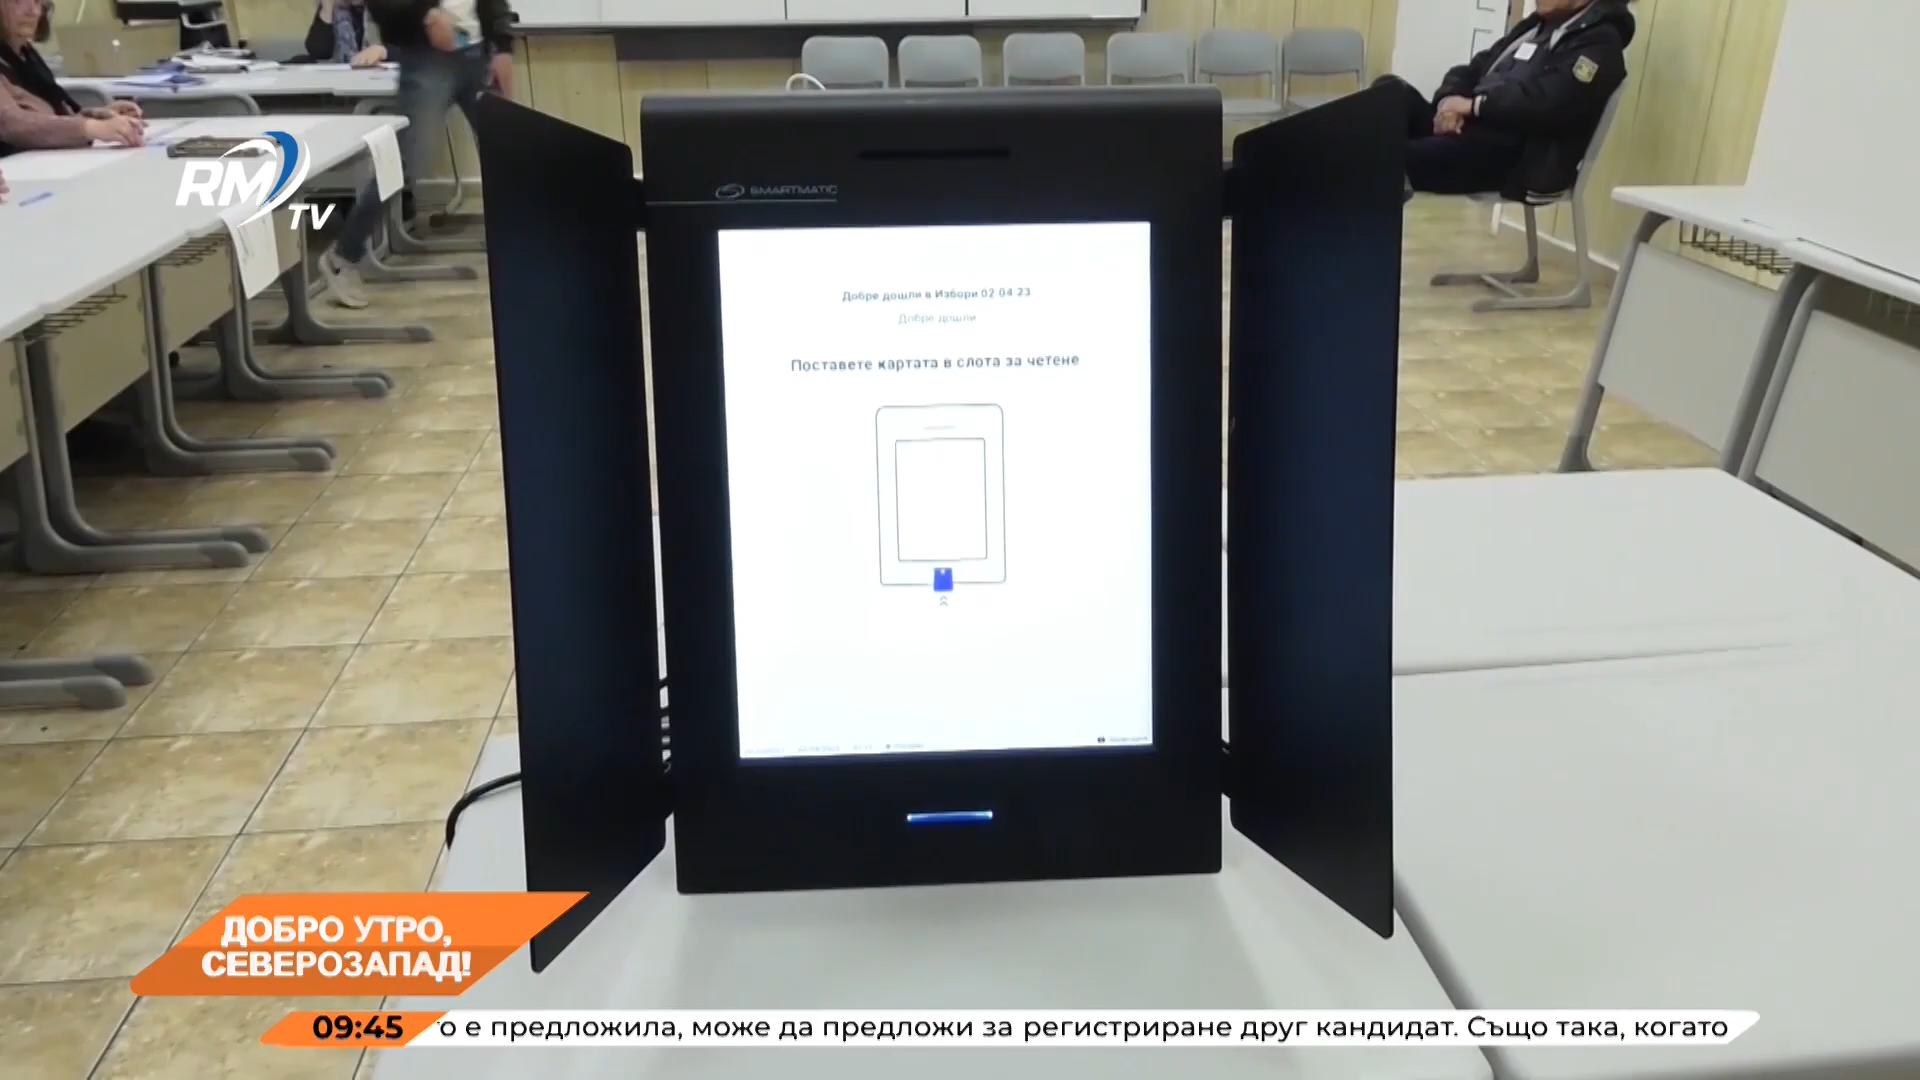 RM TV
SMARTMATIC
Добре дошли в Избори 02 04 23
Добре дошли
Поставете картата в слота за четене
ДОБРО УТРО,
СЕВЕРОЗАПАД!
09:45
е предложила, може да предложи за регистриране друг кандидат. Също така, когато